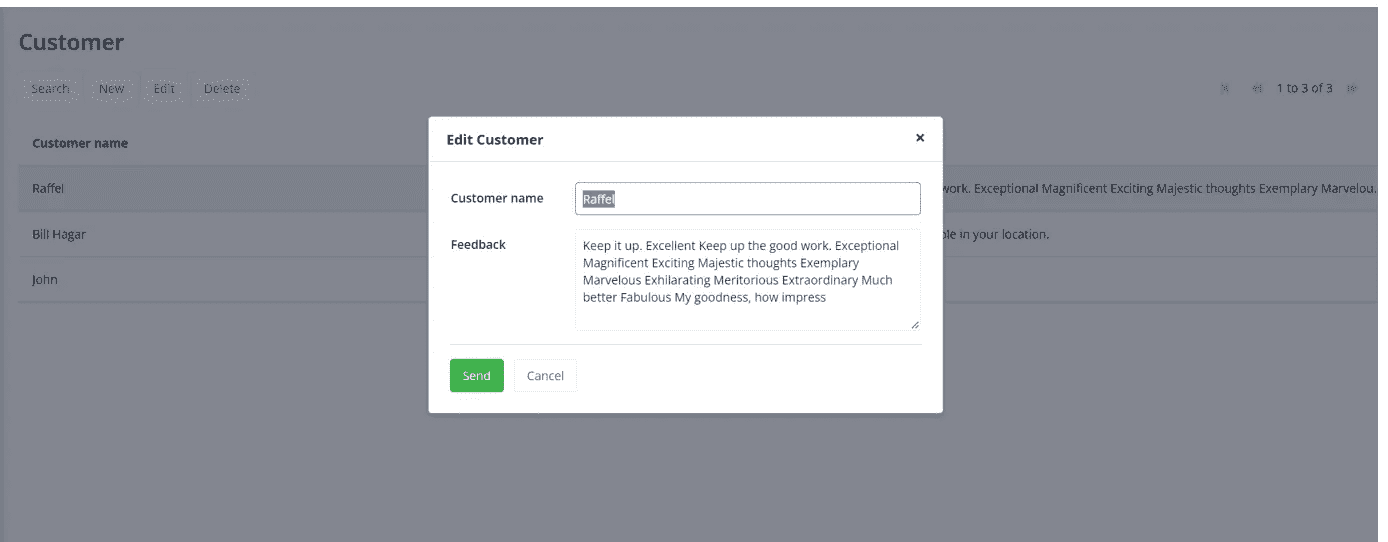 Customer
Search New Edit Delete
1 to 3 of 3
Customer name
Raffel
work. Exceptional Magnificent Exciting Majestic thoughts Exemplary Marvelou.
Bill Hagar
in your location.
John
Edit Customer ×
Customer name Raffel
Feedback
Keep it up. Excellent Keep up the good work. Exceptional
Magnificent Exciting Majestic thoughts Exemplary
Marvelous Exhilarating Meritorious Extraordinary Much
better Fabulous My goodness, how impress
Send Cancel